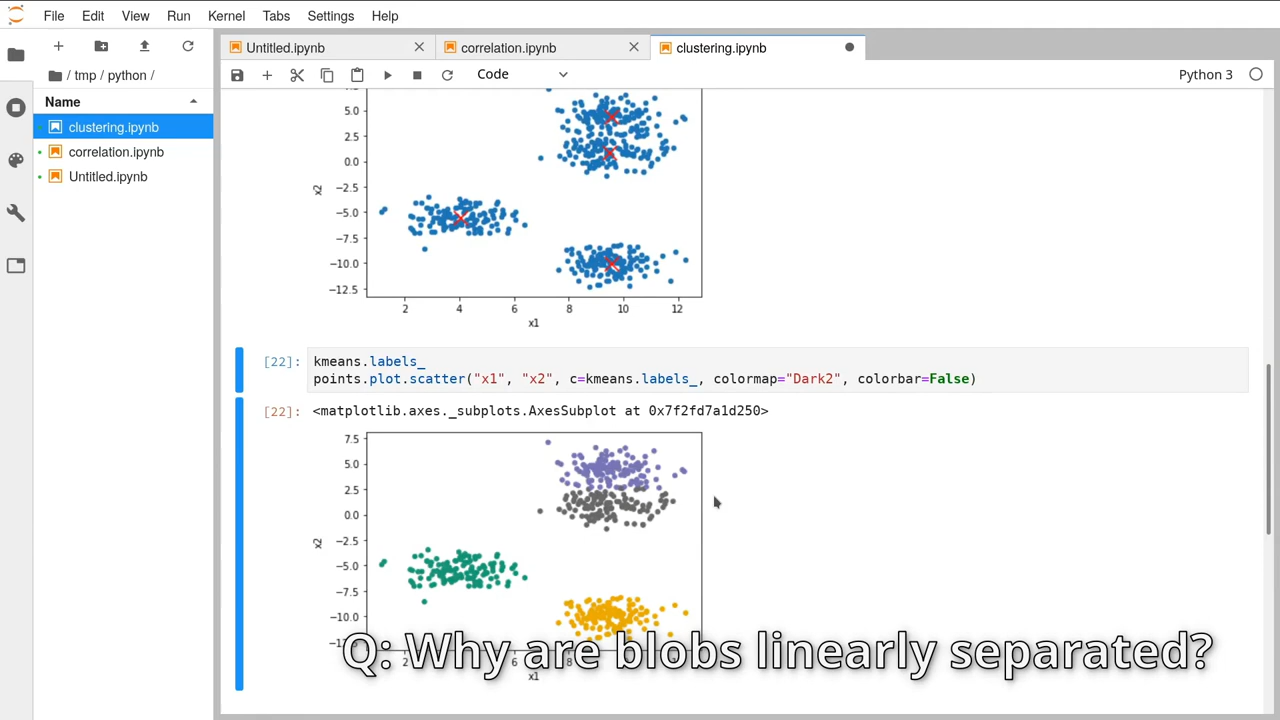 File Edit View Run Kernel Tabs Settings Help
Untitled.ipynb correlation.ipynb clustering.ipynb
/ tmp / python /
Code Python 3
Name
clustering.ipynb
correlation.ipynb
Untitled.ipynb
5.0
2.5
0.0
−2.5
−5.0
−7.5
−10.0
−12.5
x2
2 4 6 8 10 12
x1
[22]: kmeans.labels_
points.plot.scatter("x1", "x2", c=kmeans.labels_, colormap="Dark2", colorbar=False)
[22]: <matplotlib.axes._subplots.AxesSubplot at 0x7f2fd7a1d250>
7.5
5.0
2.5
0.0
−2.5
−5.0
−7.5
−10.0
x2
2 6 8
x1
Q: Why are blobs linearly separated?